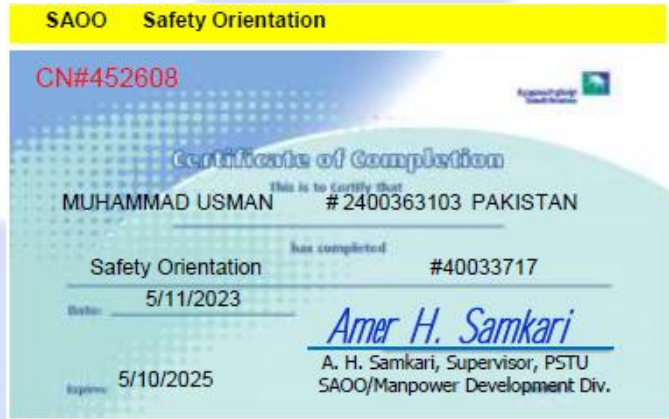 SAOO Safety Orientation
CN#452608
Certificate of Completion
This is to Certify that
MUHAMMAD USMAN # 2400363103 PAKISTAN
has completed
Safety Orientation #40033717
Date: 5/11/2023
Amer H. Samkari
A. H. Samkari, Supervisor, PSTU
Expires: 5/10/2025 SAOO/Manpower Development Div.